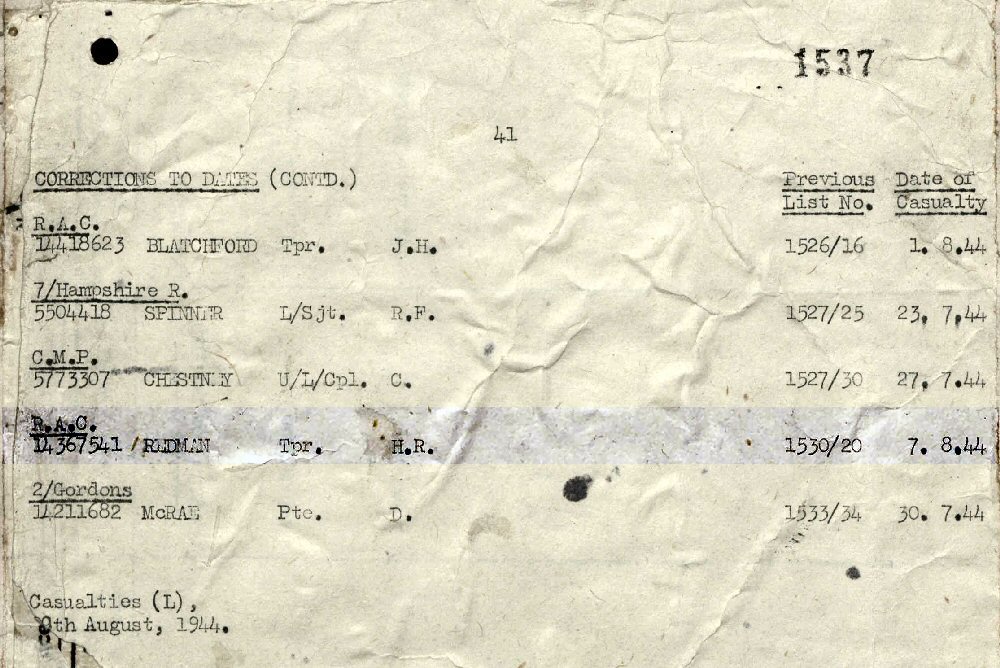 1537
41
CORRECTIONS TO DATES (CONTD.) Previous List No. Date of Casualty
R.A.C.
14418623 BLATCHFORD Tpr. J.H. 1526/16 1. 8.44
7/Hampshire R.
5504418 SPINNER L/Sjt. R.F. 1527/25 23. 7.44
C.M.P.
5773307 CHESTNEY U/L/Cpl. C. 1527/30 27. 7.44
R.A.C.
14367541 REDMAN Tpr. H.R. 1530/20 7. 8.44
2/Gordons
14211682 McRAE Pte. D. 1533/34 30. 7.44
Casualties (L),
August, 1944.